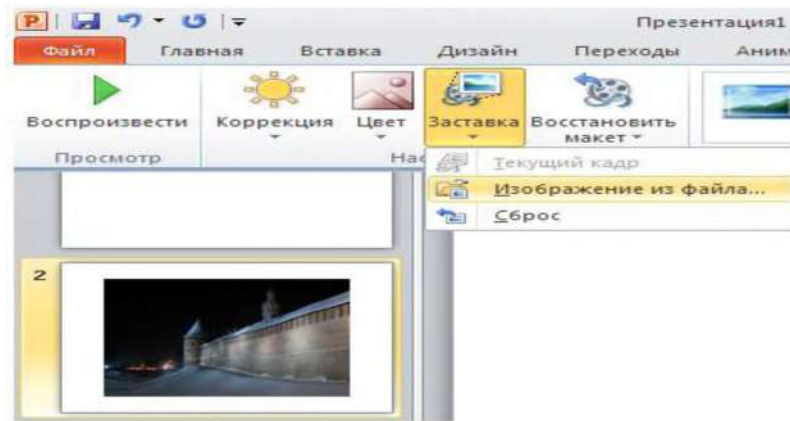 Презентация1
Файл Главная Вставка Дизайн Переходы Аним
Воспроизвести Коррекция Цвет Заставка Восстановить макет
Просмотр Нас
Текущий кадр
Изображение из файла...
Сброс
2